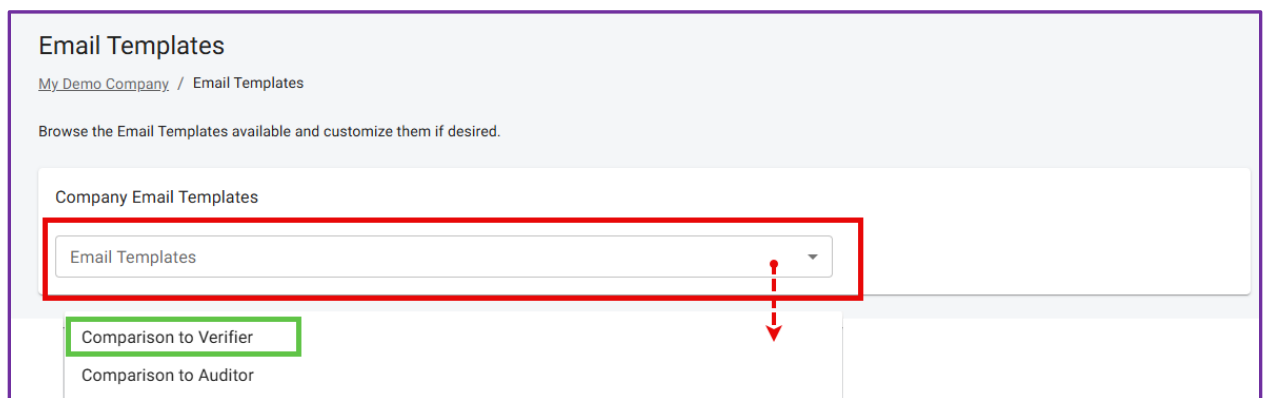 Email Templates
My Demo Company / Email Templates
Browse the Email Templates available and customize them if desired.
Company Email Templates
Email Templates
Comparison to Verifier
Comparison to Auditor